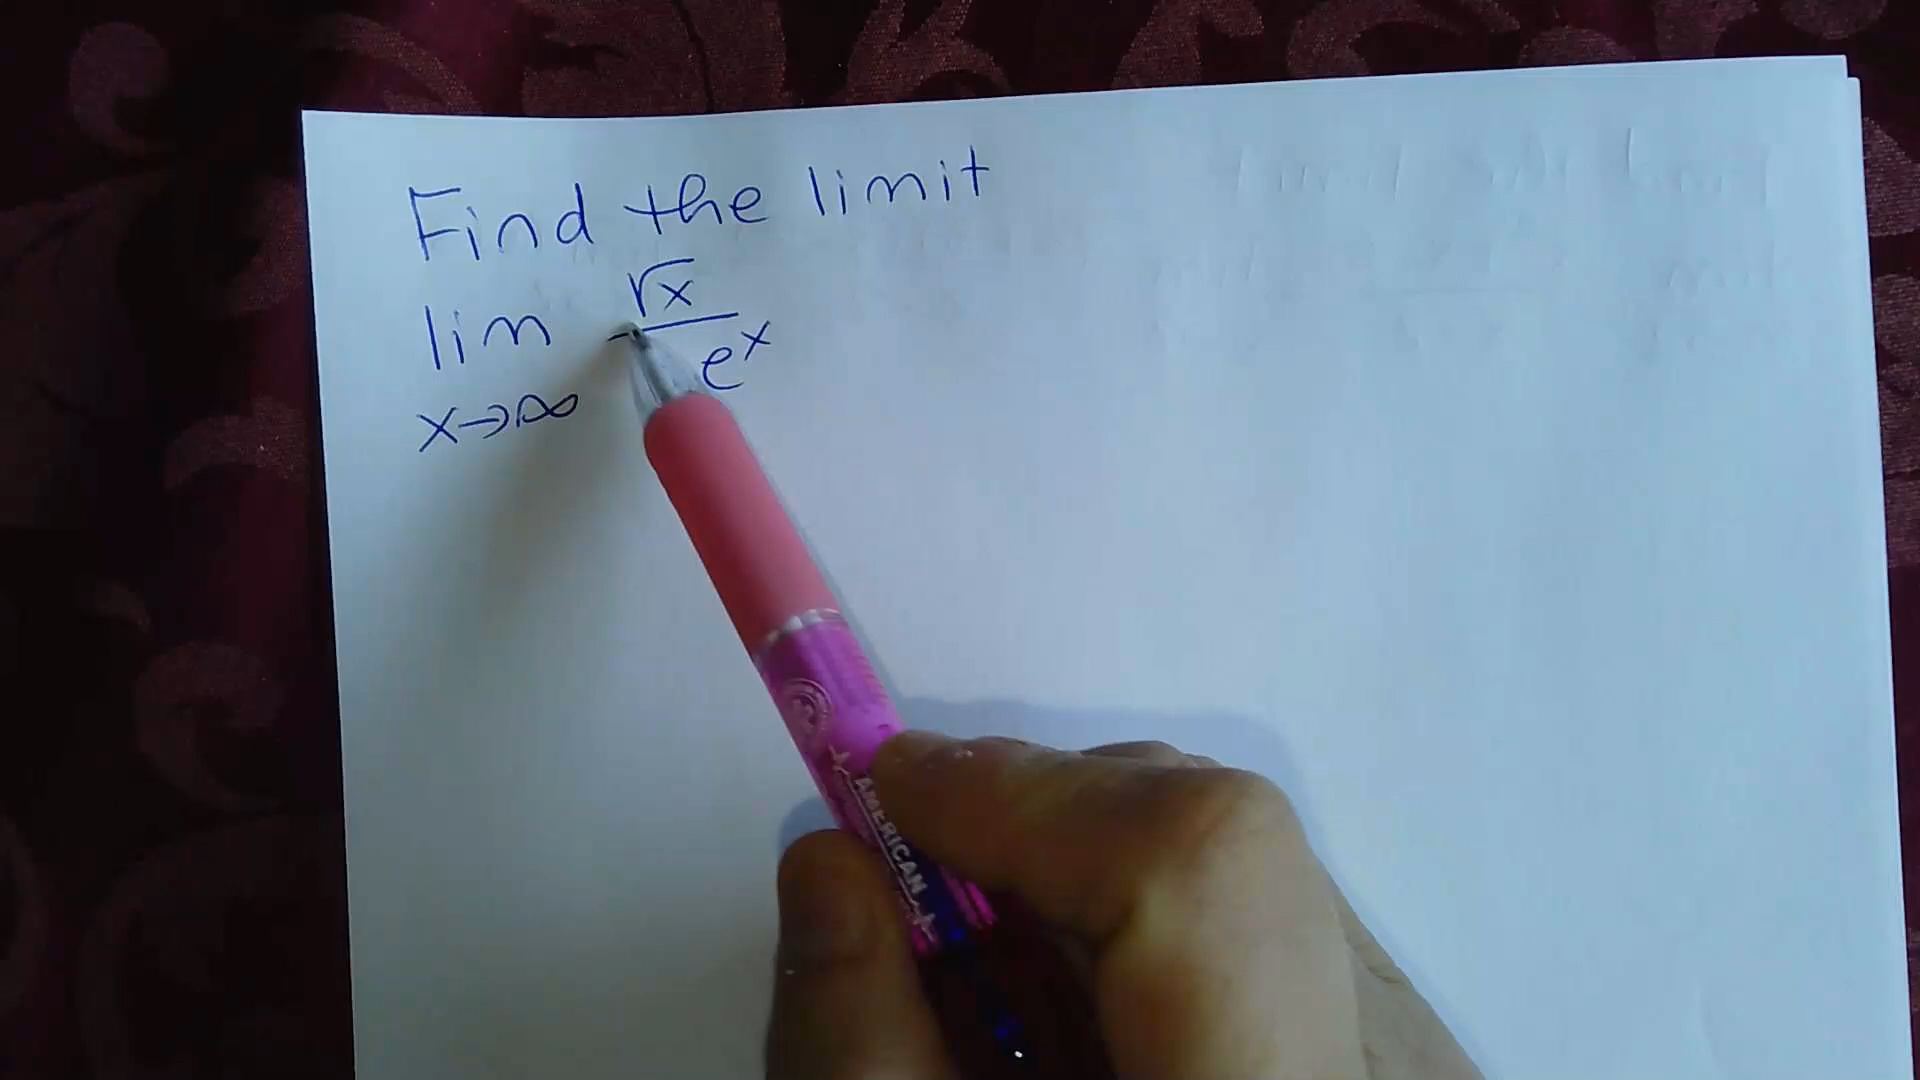 Find the limit
lim √x / e^x
x→∞
AMERICAN